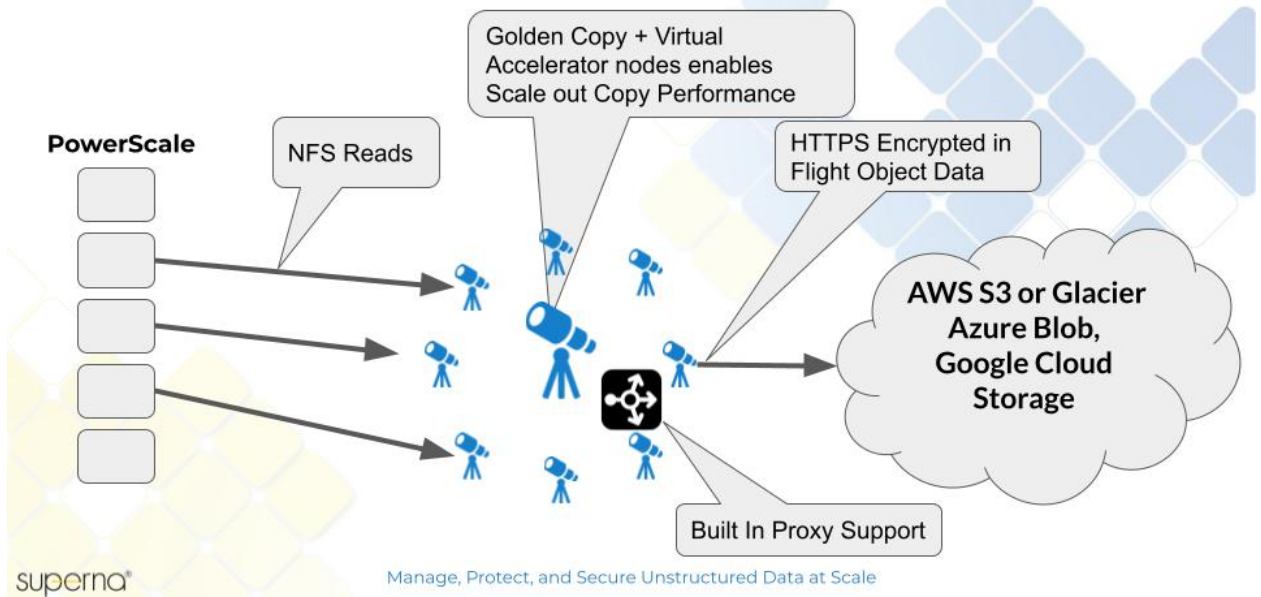 Golden Copy + Virtual
Accelerator nodes enables
Scale out Copy Performance
PowerScale
NFS Reads
HTTPS Encrypted in
Flight Object Data
AWS S3 or Glacier
Azure Blob,
Google Cloud
Storage
Built In Proxy Support
superna®
Manage, Protect, and Secure Unstructured Data at Scale